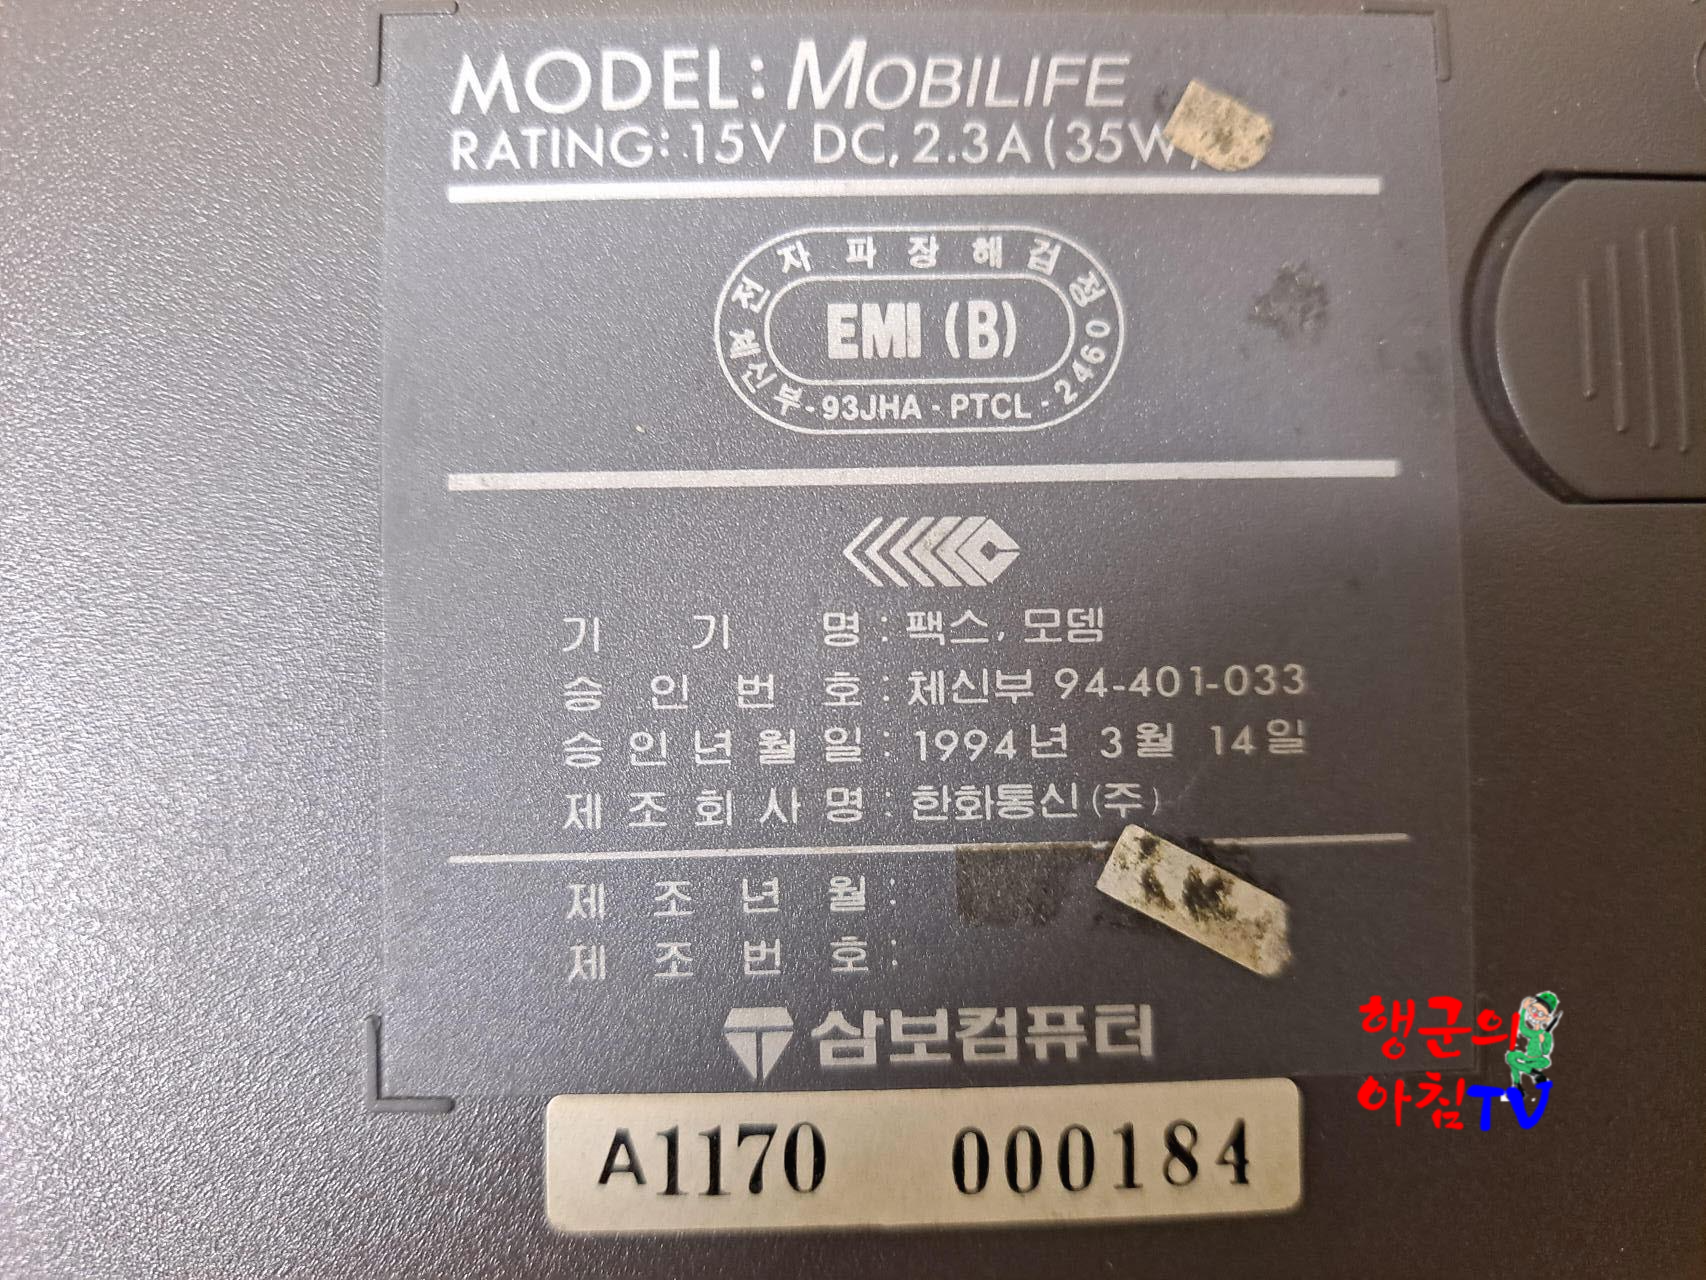 MODEL: MOBILIFE
RATING: 15V DC, 2.3A (35W)
전자파장해검정
EMI (B)
체신부-93JHA-PTCL-2460
기기명: 팩스, 모뎀
승인번호: 체신부 94-401-033
승인년월일: 1994년 3월 14일
제조회사명: 한화통신(주)
제조년월:
제조번호:
삼보컴퓨터
A1170 000184
행군의
아침TV